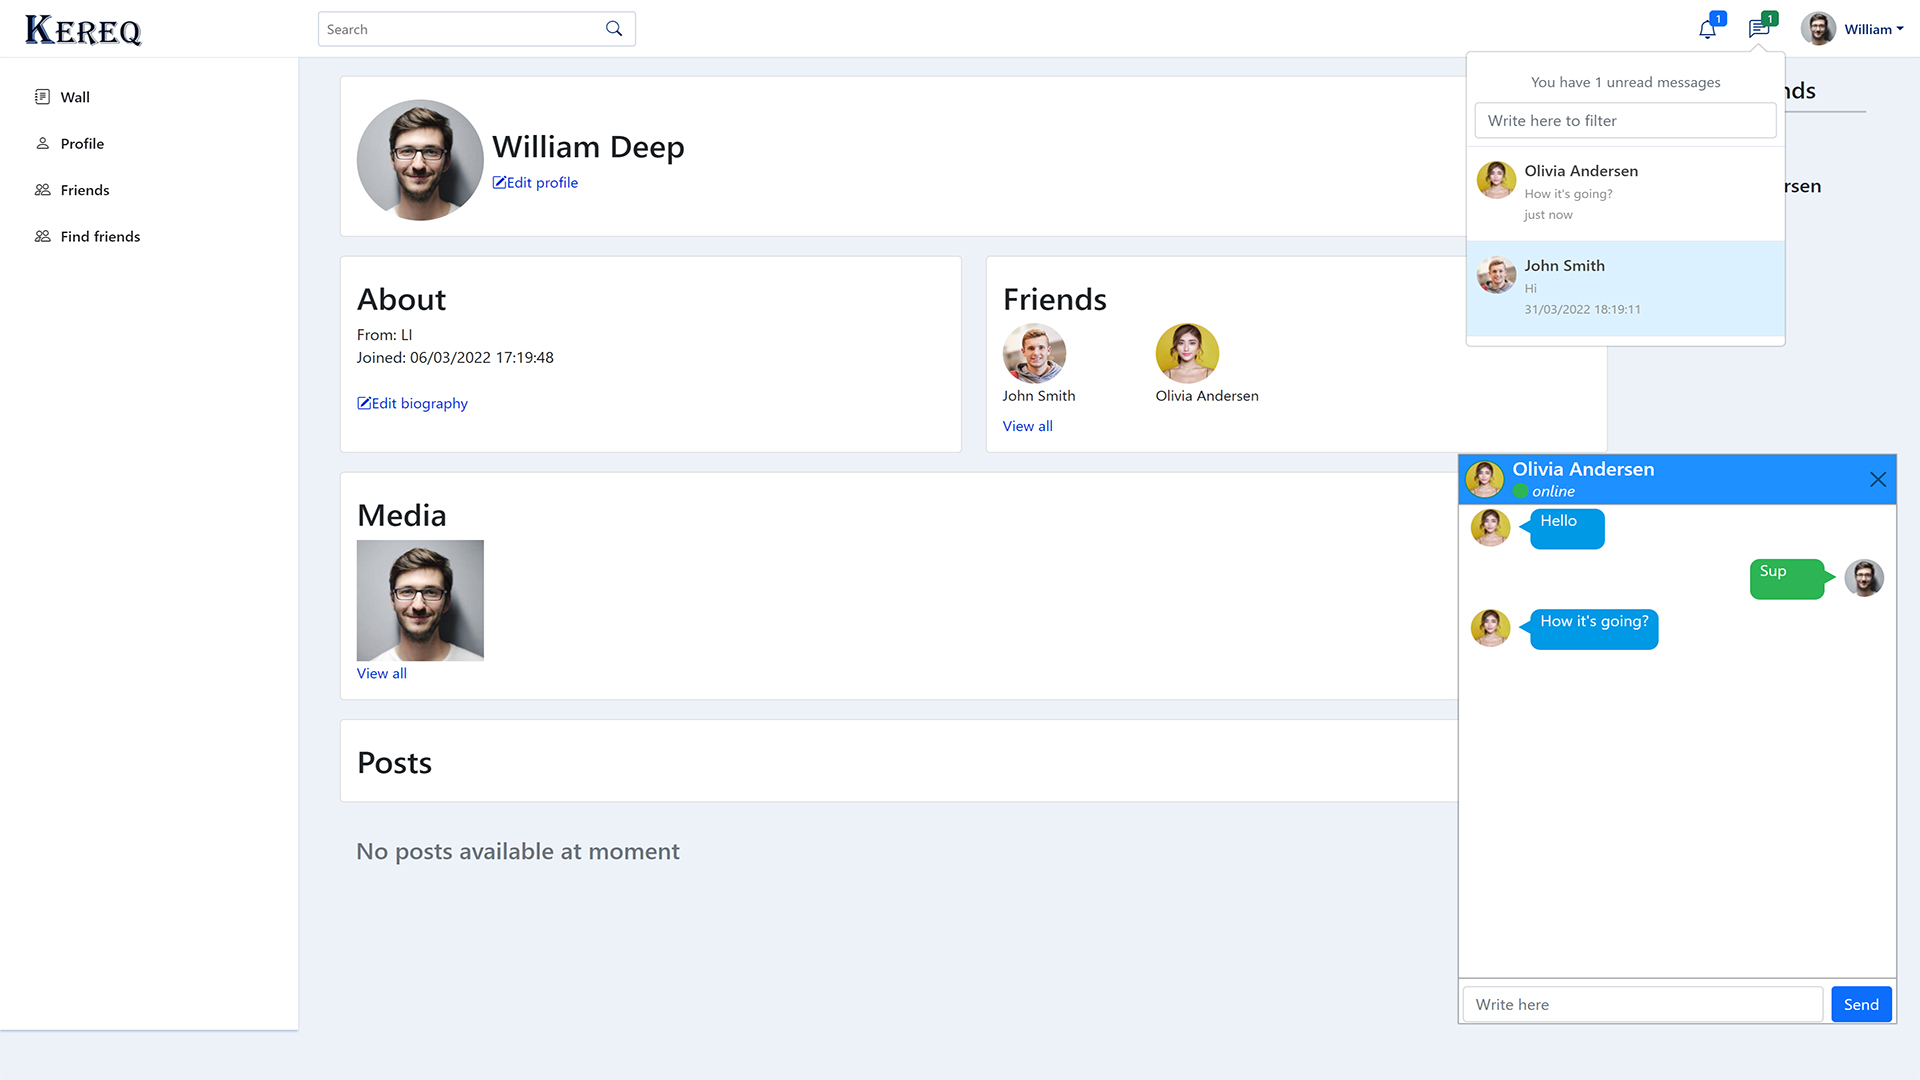 KEREQ
Search
1
1
William
Wall
Profile
Friends
Find friends
William Deep
Edit profile
About
From: LI
Joined: 06/03/2022 17:19:48
Edit biography
Friends
John Smith
Olivia Andersen
View all
Media
View all
Posts
No posts available at moment
nds
rsen
You have 1 unread messages
Write here to filter
Olivia Andersen
How it's going?
just now
John Smith
Hi
31/03/2022 18:19:11
Olivia Andersen
online
Hello
Sup
How it's going?
Write here
Send